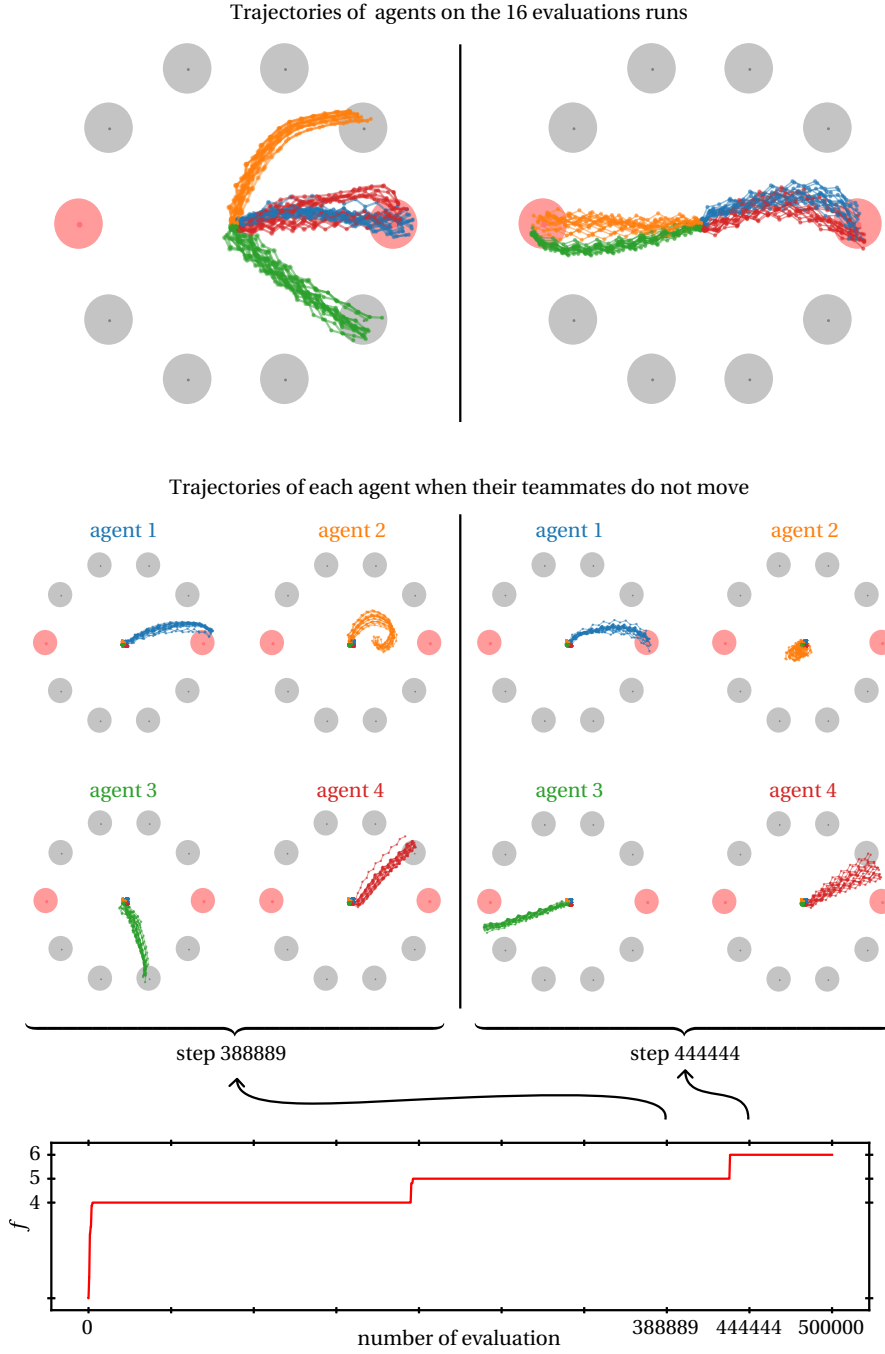 Trajectories of agents on the 16 evaluations runs
Trajectories of each agent when their teammates do not move
agent 1
agent 2
agent 1
agent 2
agent 3
agent 4
agent 3
agent 4
step 388889
step 444444
6
5
4
f
0
388889
444444
500000
number of evaluation